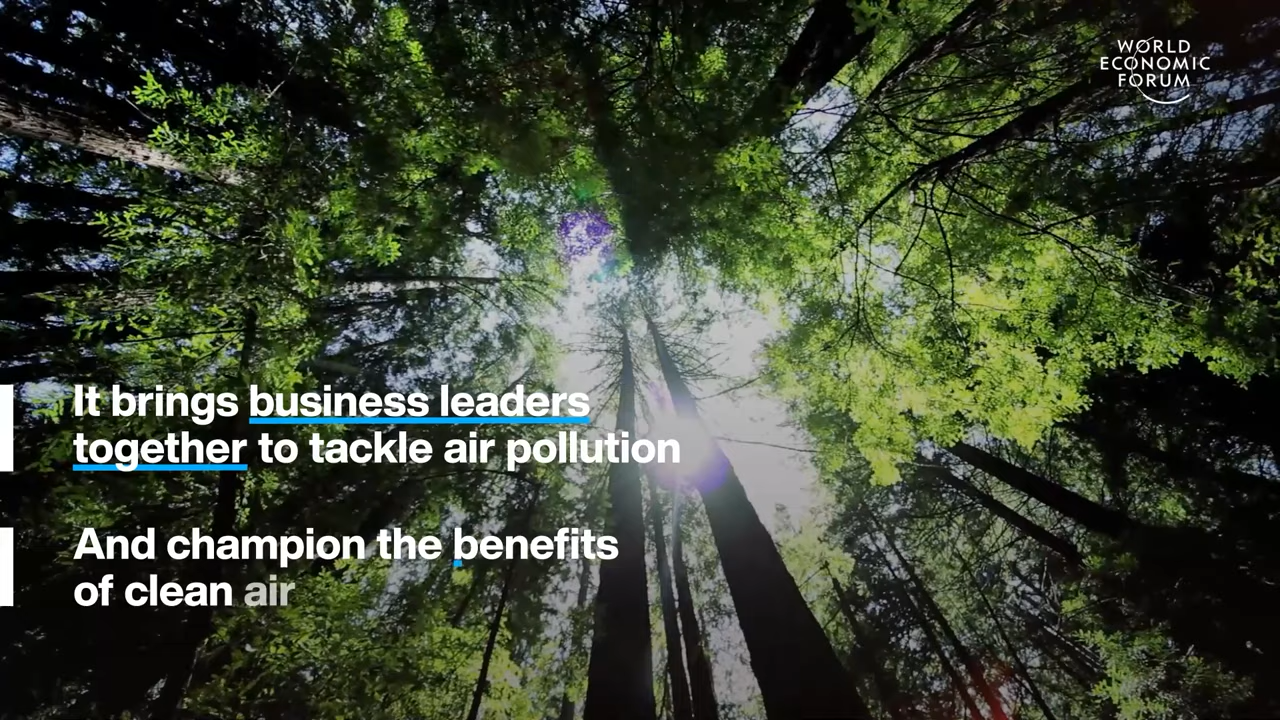 WORLD
ECONOMIC
FORUM
It brings business leaders
together to tackle air pollution
And champion the benefits
of clean air